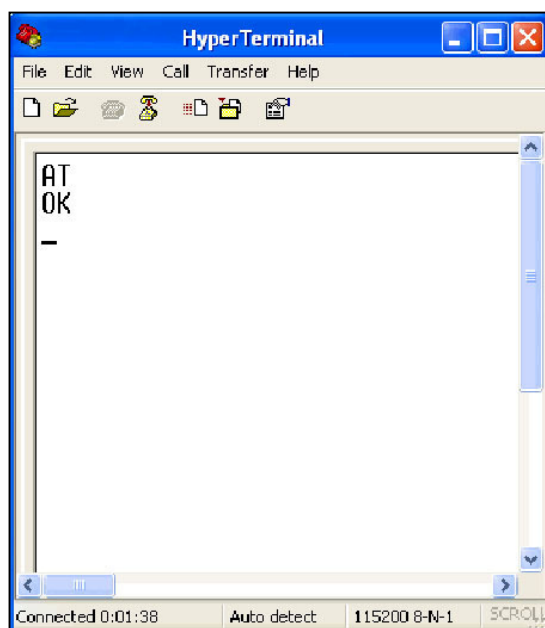 HyperTerminal
File Edit View Call Transfer Help
AT
OK
Connected 0:01:38 Auto detect 115200 8-N-1 SCROLL